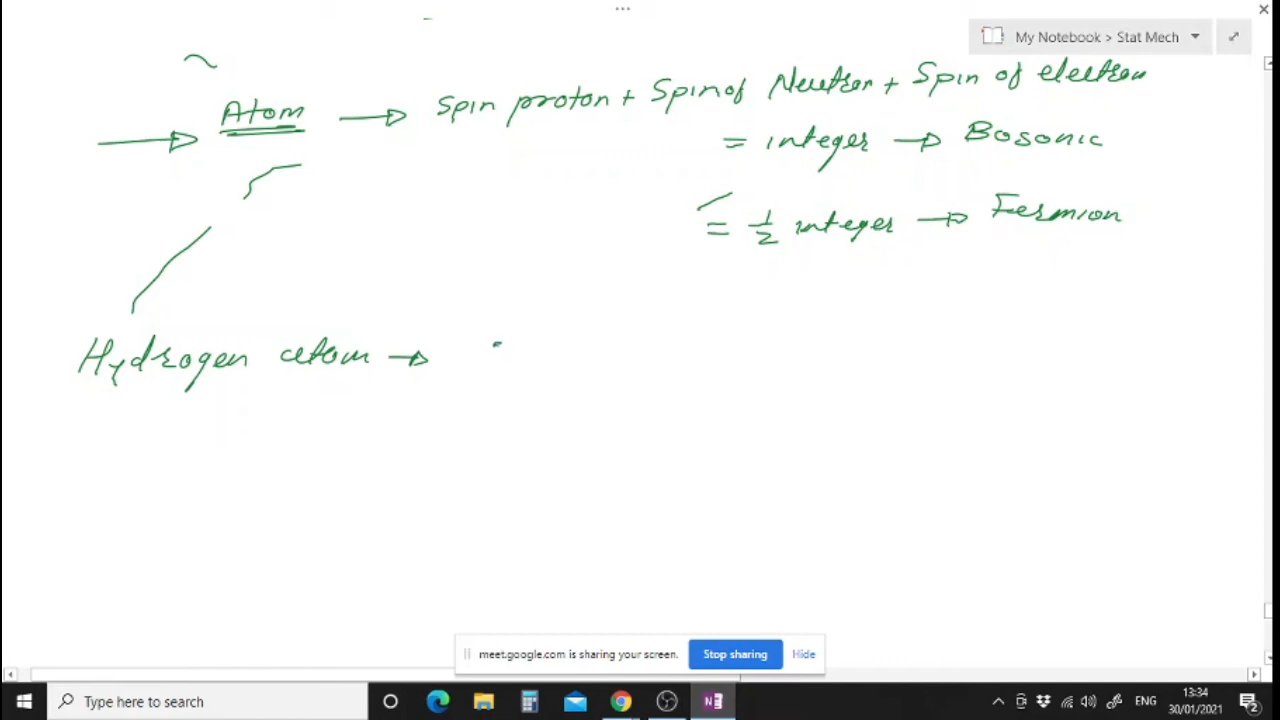 My Notebook > Stat Mech
Atom → Spin proton + Spin of Neutron + Spin of electron
= integer → Bosonic
= 1/2 integer → Fermion
Hydrogen atom →
meet.google.com is sharing your screen. Stop sharing Hide
Type here to search
ENG
13:34
30/01/2021
2